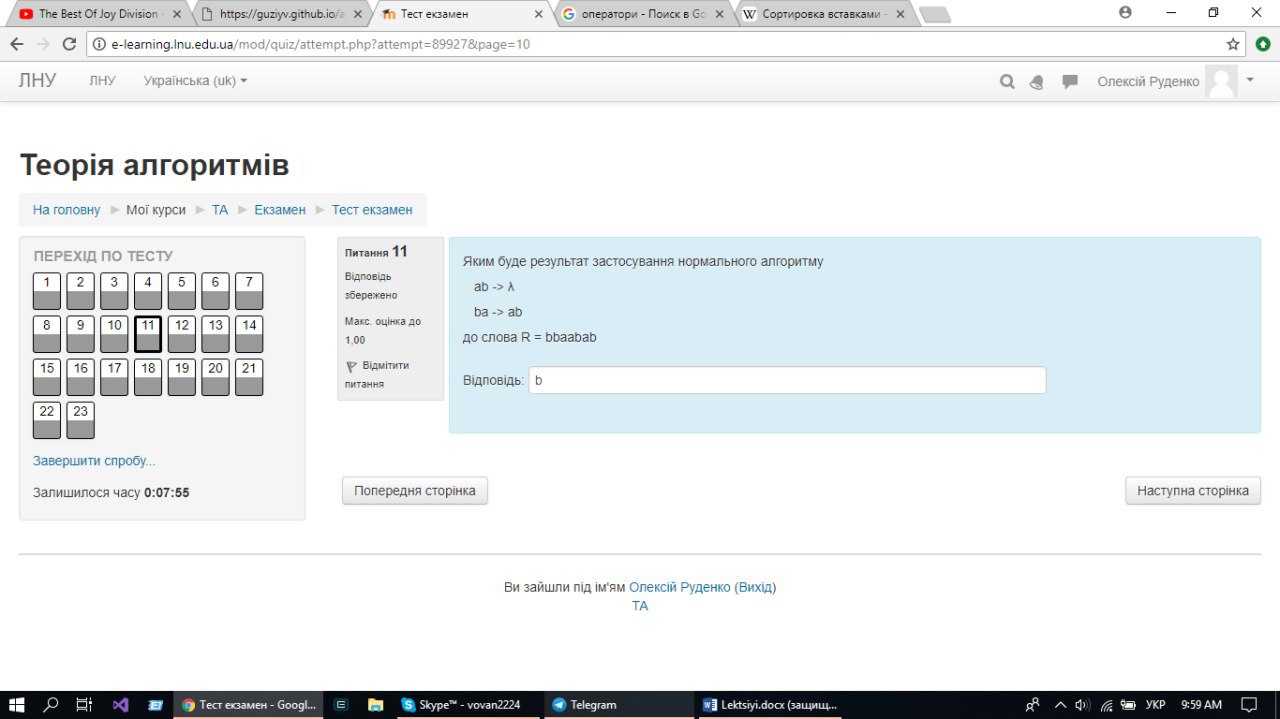 The Best Of Joy Division -
https://guziyv.github.io/a
Тест екзамен
оператори - Поиск в Go
Сортировка вставками -
e-learning.lnu.edu.ua/mod/quiz/attempt.php?attempt=89927&page=10
ЛНУ
ЛНУ
Українська (uk)
Олексій Руденко
Теорія алгоритмів
На головну
Мої курси
ТА
Екзамен
Тест екзамен
ПЕРЕХІД ПО ТЕСТУ
1 2 3 4 5 6 7
8 9 10 11 12 13 14
15 16 17 18 19 20 21
22 23
Завершити спробу...
Залишилося часу 0:07:55
Питання 11
Відповідь
збережено
Макс. оцінка до
1,00
Відмітити
питання
Яким буде результат застосування нормального алгоритму
ab -> λ
ba -> ab
до слова R = bbaabab
Відповідь: b
Попередня сторінка
Наступна сторінка
Ви зайшли під ім'ям Олексій Руденко (Вихід)
ТА
Тест екзамен - Googl...
Skype™ - vovan2224
Telegram
Lektsiyi.docx (защищ...
УКР
9:59 AM